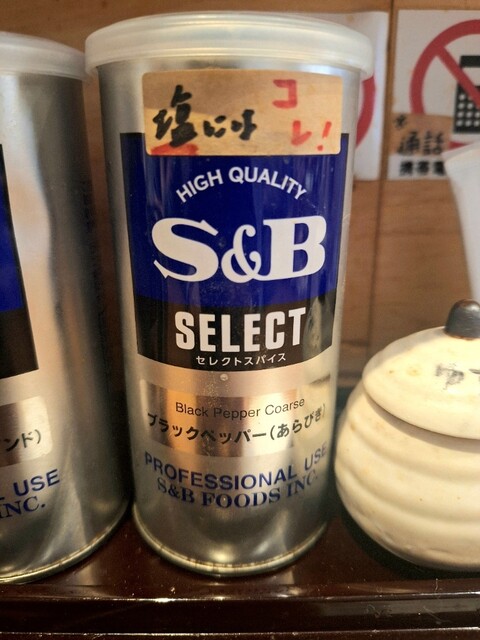 塩には
コレ!
HIGH QUALITY
S&B
SELECT
セレクトスパイス
Black Pepper Coarse
ブラックペッパー(あらびき)
PROFESSIONAL USE
S&B FOODS INC.
ンド)
L USE
INC.
通話
携帯電
ゆず